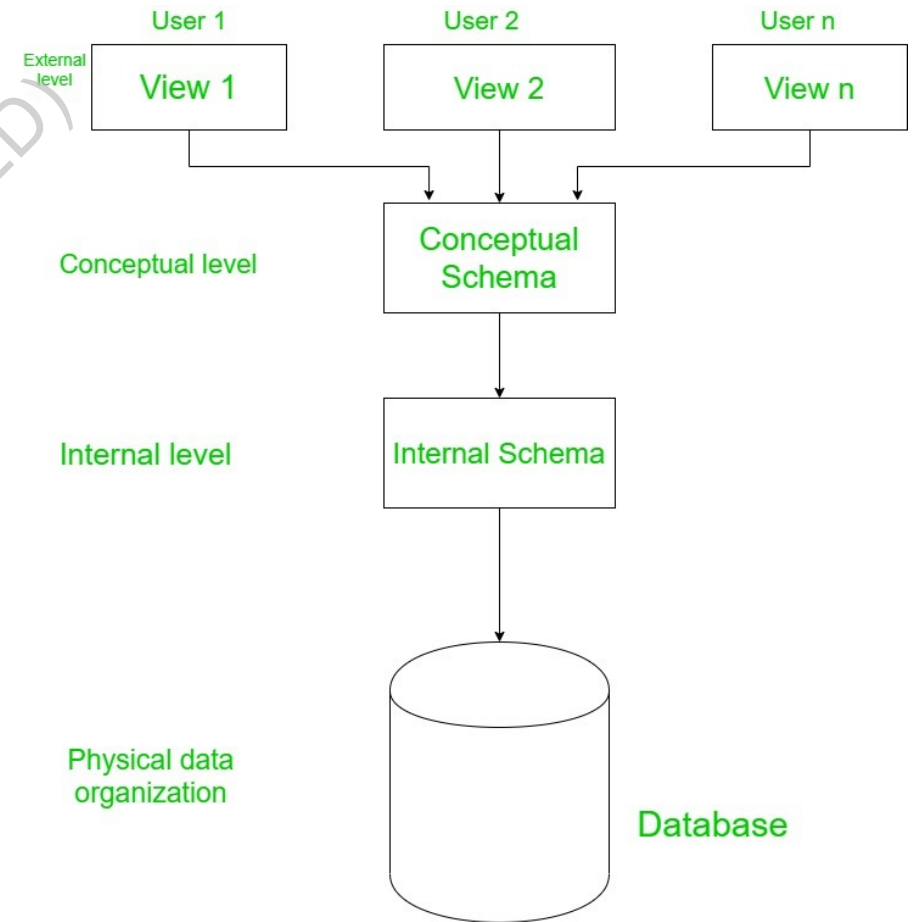 User 1
User 2
User n
External
level
View 1
View 2
View n
Conceptual level
Conceptual
Schema
Internal level
Internal Schema
Physical data
organization
Database